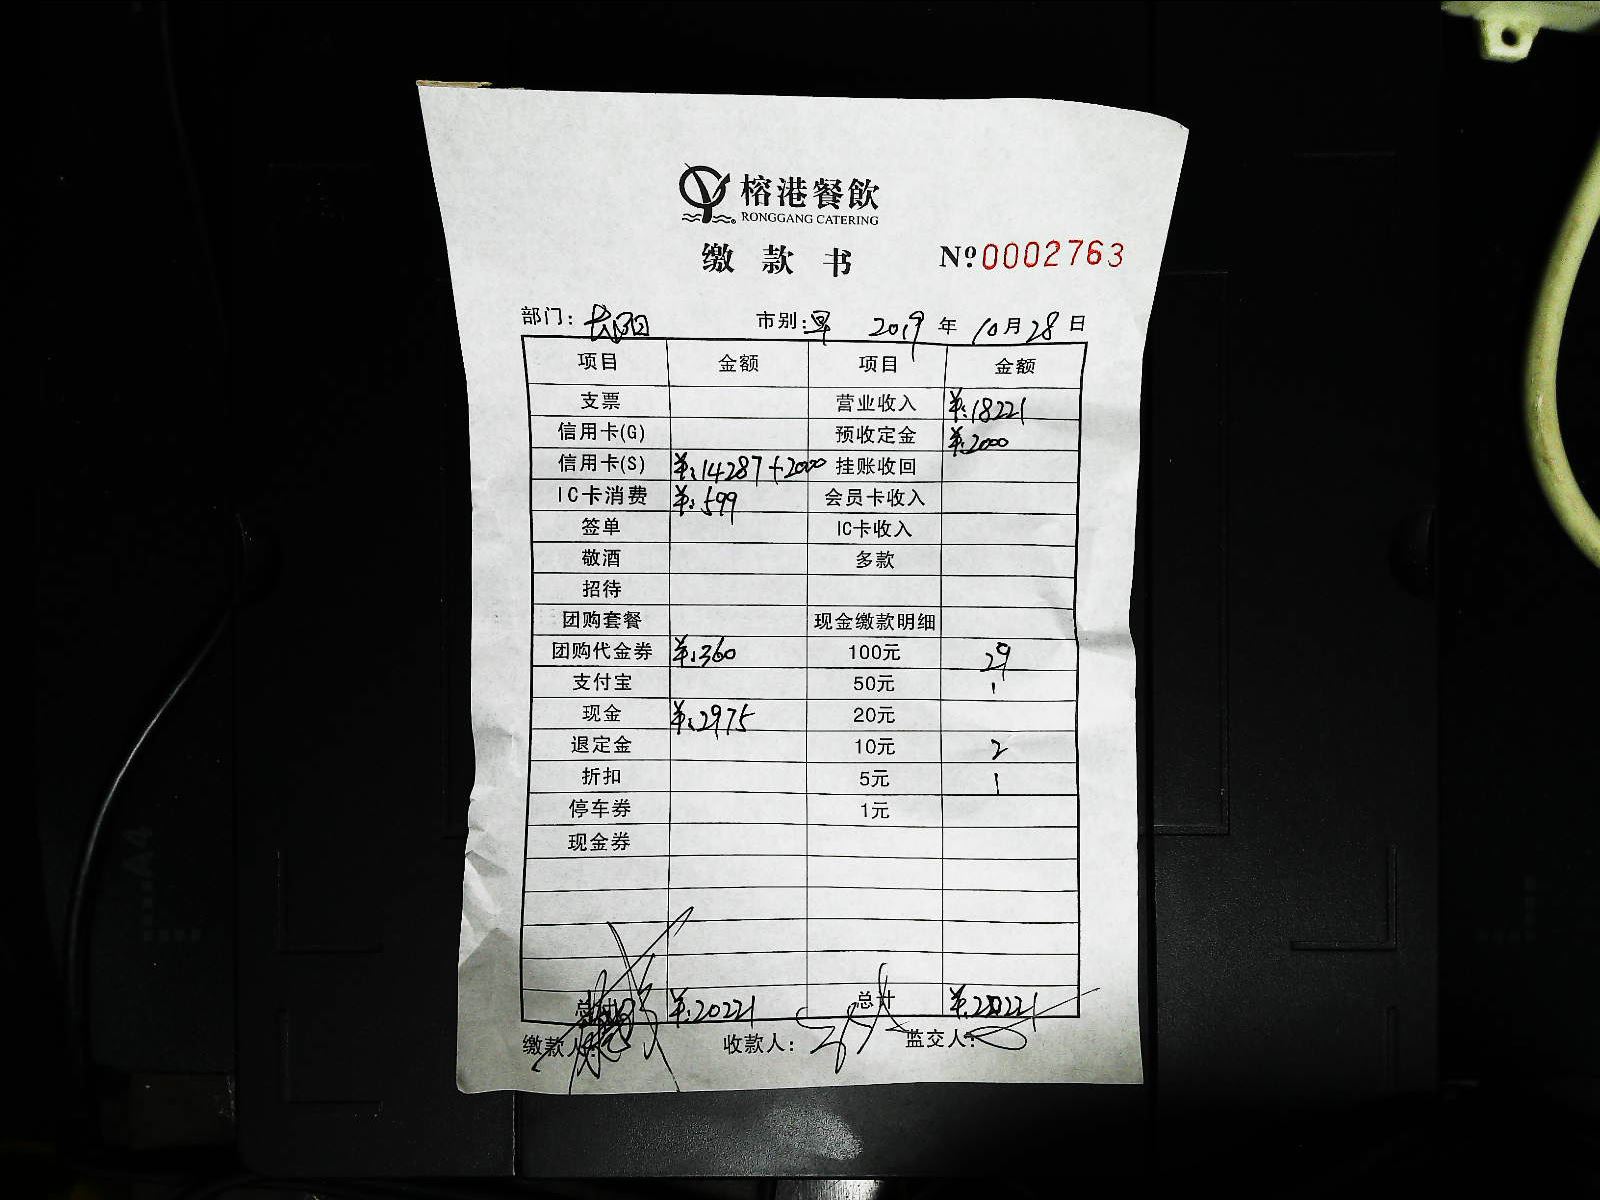 榕港餐飲
RONGGANG CATERING
缴款书 Nº 0002763
部门: 市别: 早 2019年10月28日
项目 金额 项目 金额
支票 营业收入 ¥:18221
信用卡(G) 预收定金 ¥:2000
信用卡(S) ¥:14287+2000 挂账收回
IC卡消费 ¥:599 会员卡收入
签单 IC卡收入
敬酒 多款
招待
团购套餐 现金缴款明细
团购代金券 ¥:360 100元 29
支付宝 50元 1
现金 ¥:2975 20元
退定金 10元 2
折扣 5元 1
停车券 1元
现金券
总计 ¥:20221 总计 ¥:20221
缴款人: 收款人: 监交人: